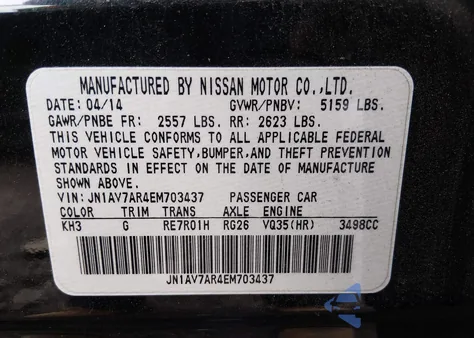 MANUFACTURED BY NISSAN MOTOR CO.,LTD.
DATE: 04/14 GVWR/PNBV: 5159 LBS.
GAWR/PNBE FR: 2557 LBS. RR: 2623 LBS.
THIS VEHICLE CONFORMS TO ALL APPLICABLE FEDERAL
MOTOR VEHICLE SAFETY,BUMPER,AND THEFT PREVENTION
STANDARDS IN EFFECT ON THE DATE OF MANUFACTURE
SHOWN ABOVE.
VIN: JN1AV7AR4EM703437 PASSENGER CAR
COLOR TRIM TRANS AXLE ENGINE
KH3 G RE7R01H RG26 VQ35(HR) 3498CC
JN1AV7AR4EM703437